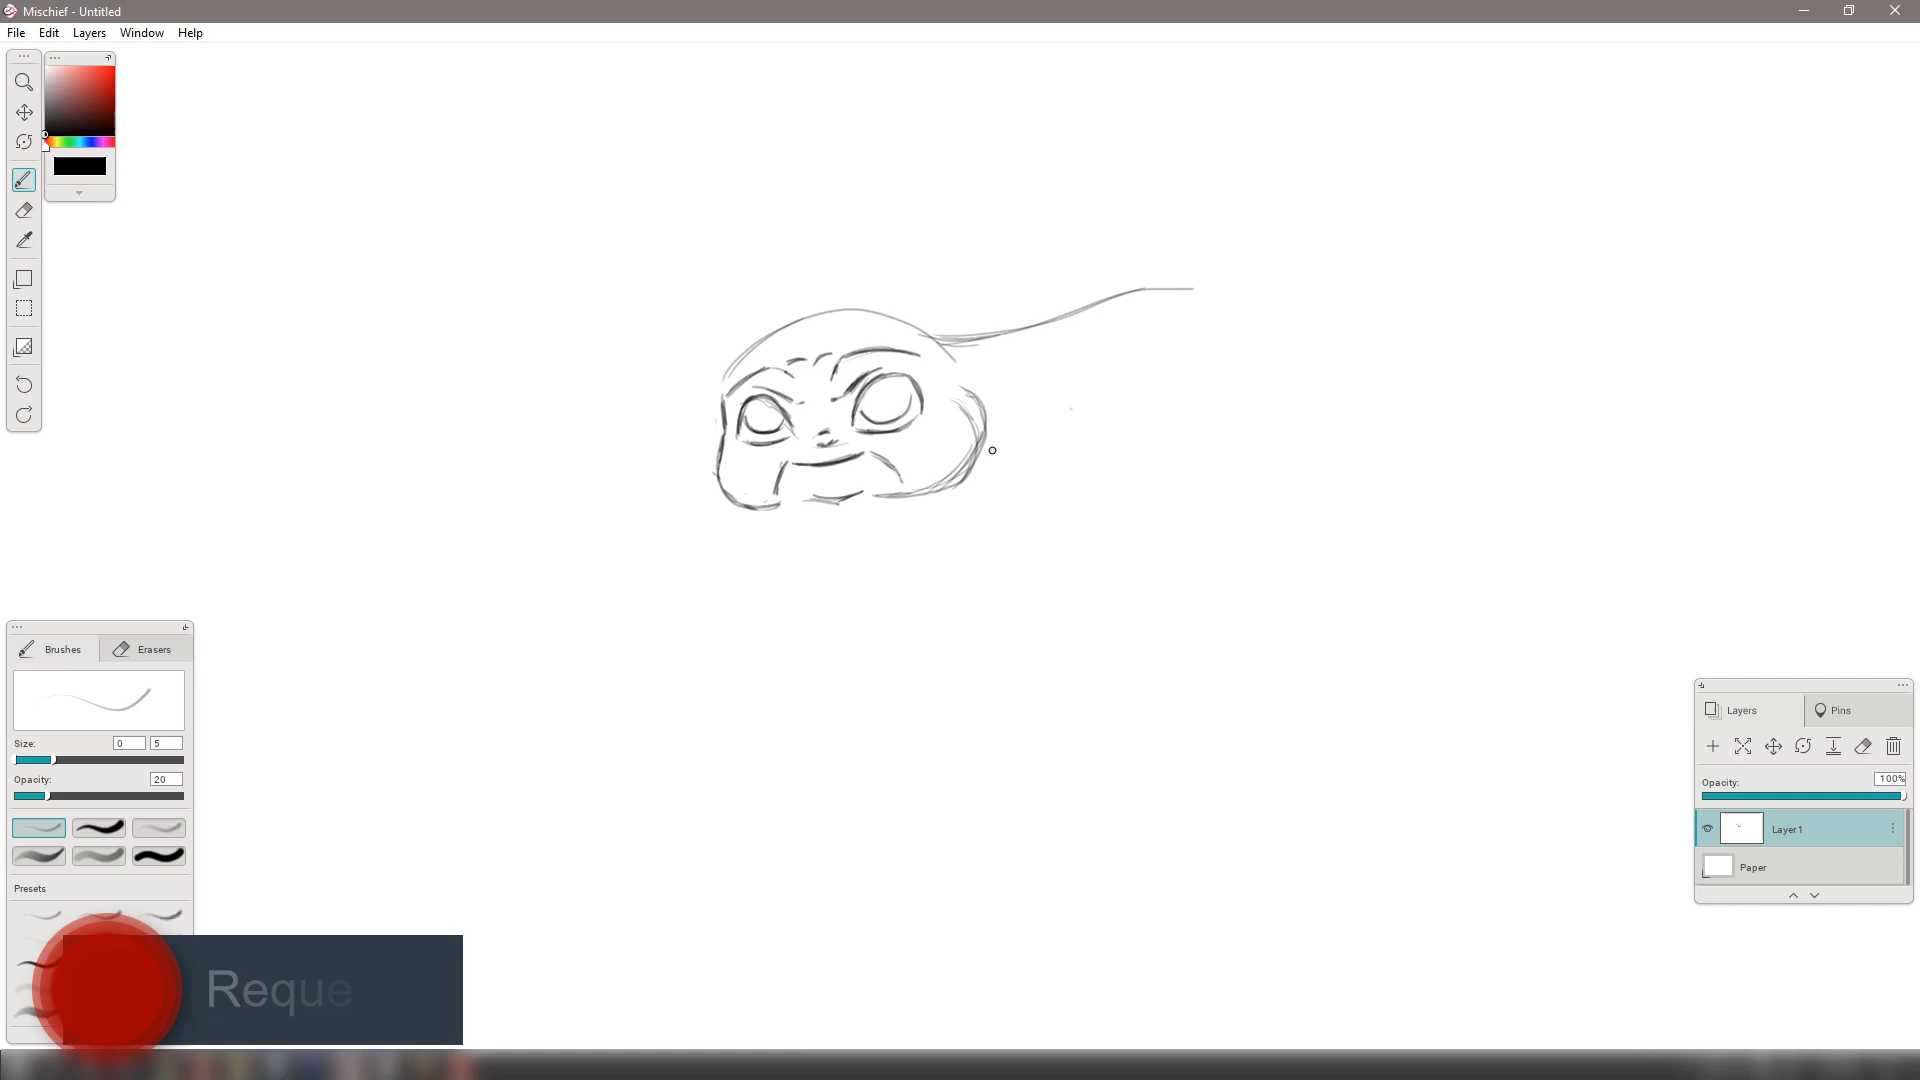 Mischief - Untitled
File Edit Layers Window Help
Brushes Erasers
Size: 0 5
Opacity: 20
Presets
Reque
Layers Pins
Opacity: 100%
Layer 1
Paper